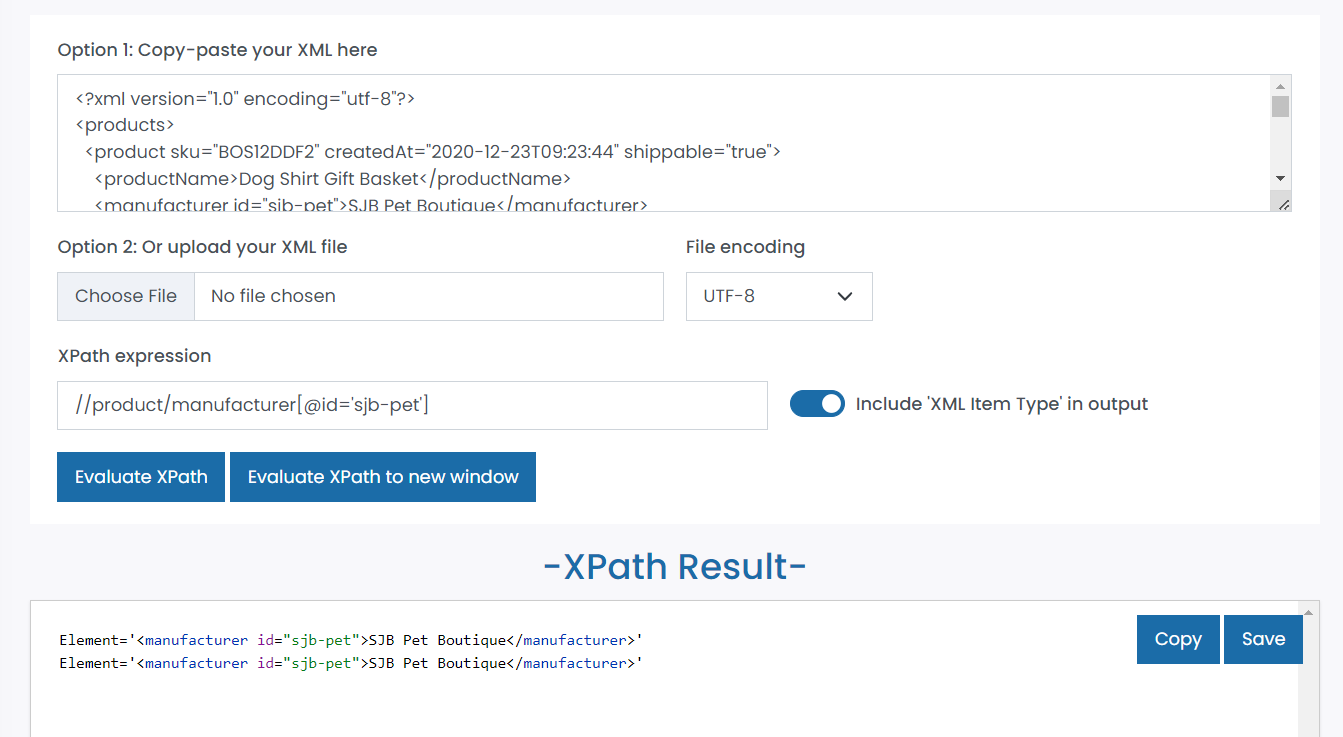 Option 1: Copy-paste your XML here
<?xml version="1.0" encoding="utf-8"?>
<products>
<product sku="BOS12DDF2" createdAt="2020-12-23T09:23:44" shippable="true">
<productName>Dog Shirt Gift Basket</productName>
<manufacturer id="sjb-pet">SJB Pet Boutique</manufacturer>
Option 2: Or upload your XML file
File encoding
Choose File No file chosen
UTF-8
XPath expression
//product/manufacturer[@id='sjb-pet']
Include 'XML Item Type' in output
Evaluate XPath
Evaluate XPath to new window
-XPath Result-
Copy
Save
Element='<manufacturer id="sjb-pet">SJB Pet Boutique</manufacturer>'
Element='<manufacturer id="sjb-pet">SJB Pet Boutique</manufacturer>'